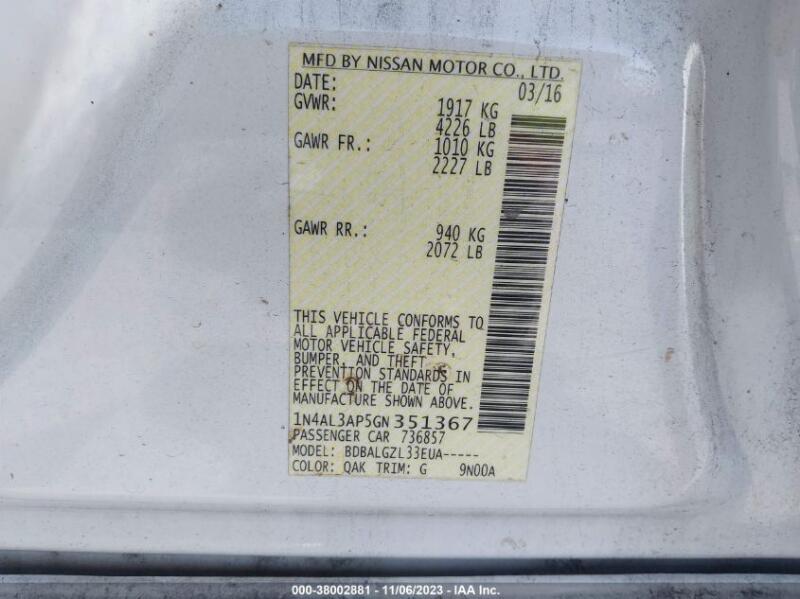 MFD BY NISSAN MOTOR CO., LTD.
DATE: 03/16
GVWR: 1917 KG
4226 LB
GAWR FR.: 1010 KG
2227 LB
GAWR RR.: 940 KG
2072 LB
THIS VEHICLE CONFORMS TO
ALL APPLICABLE FEDERAL
MOTOR VEHICLE SAFETY,
BUMPER, AND THEFT
PREVENTION STANDARDS IN
EFFECT ON THE DATE OF
MANUFACTURE SHOWN ABOVE.
1N4AL3AP5GN351367
PASSENGER CAR 736857
MODEL: BDBALGZL33EUA-----
COLOR: QAK TRIM: G 9N00A
000-38002881 - 11/06/2023 - IAA Inc.